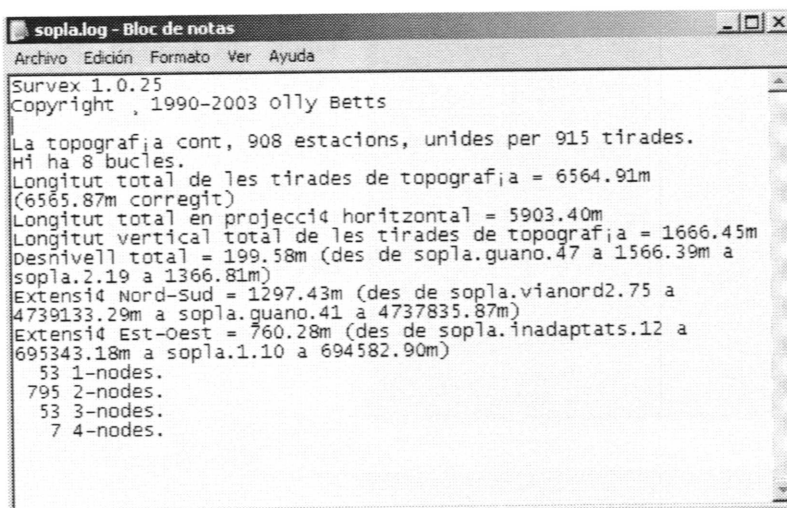 sopla.log - Bloc de notas
Archivo Edición Formato Ver Ayuda
Survex 1.0.25
Copyright ¸ 1990-2003 Olly Betts
La topograf¡a cont‚ 908 estacions, unides per 915 tirades.
Hi ha 8 bucles.
Longitut total de les tirades de topograf¡a = 6564.91m
(6565.87m corregit)
Longitut total en projecci¢ horitzontal = 5903.40m
Longitut vertical total de les tirades de topograf¡a = 1666.45m
Desnivell total = 199.58m (des de sopla.guano.47 a 1566.39m a
sopla.2.19 a 1366.81m)
Extensi¢ Nord-Sud = 1297.43m (des de sopla.vianord2.75 a
4739133.29m a sopla.guano.41 a 4737835.87m)
Extensi¢ Est-Oest = 760.28m (des de sopla.inadaptats.12 a
695343.18m a sopla.1.10 a 694582.90m)
53 1-nodes.
795 2-nodes.
53 3-nodes.
7 4-nodes.